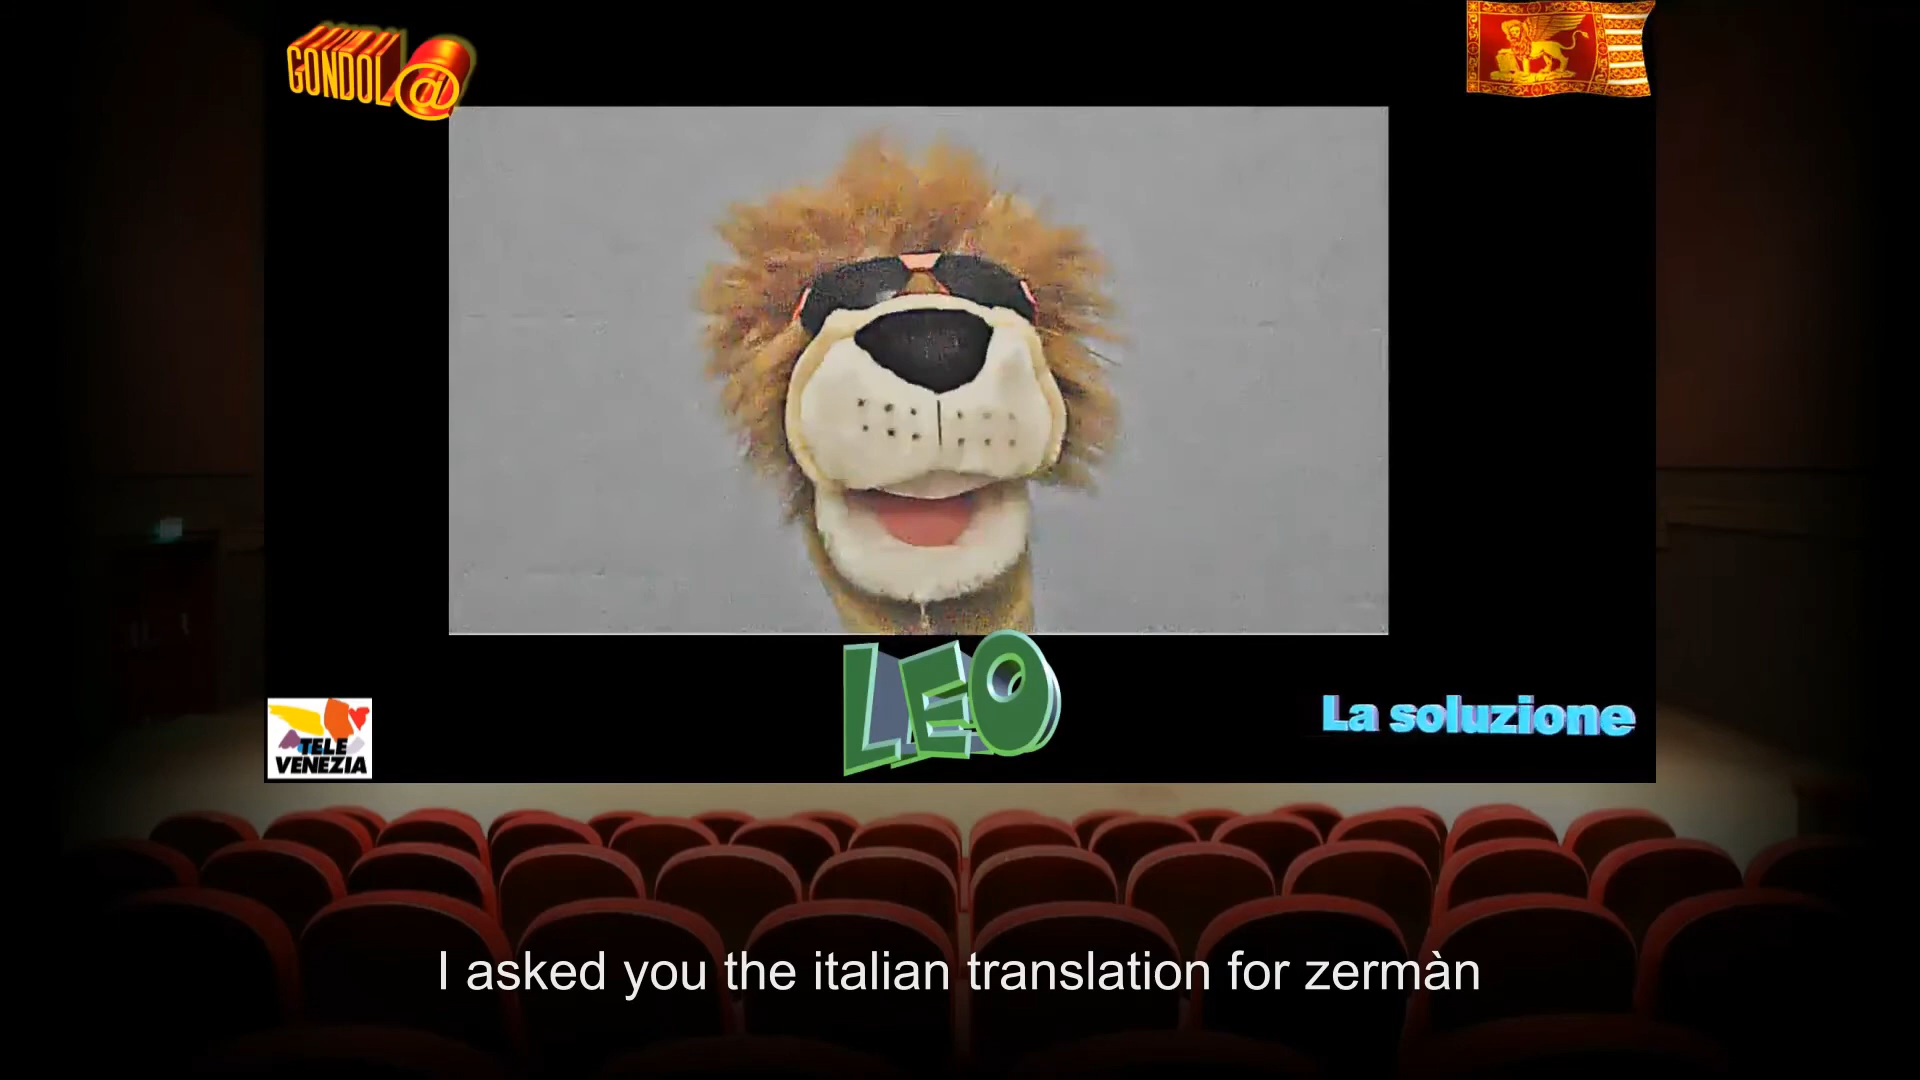 GONDOL@
LEO
La soluzione
TELE
VENEZIA
I asked you the italian translation for zermàn